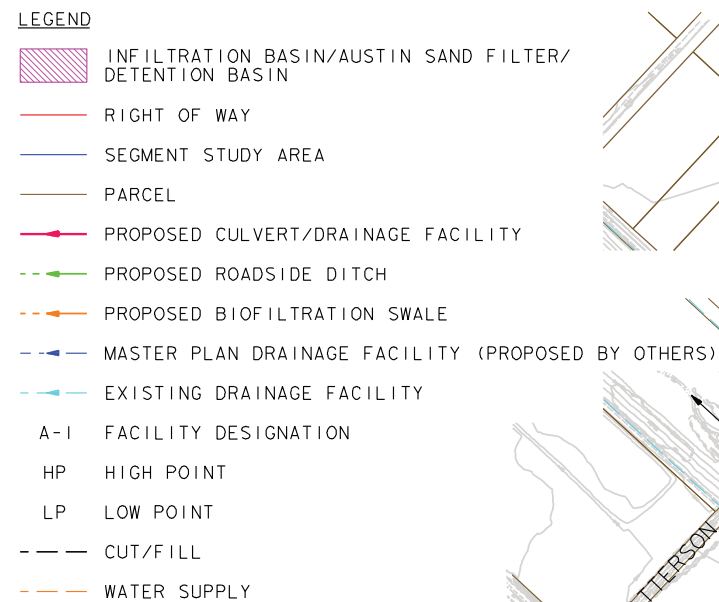 LEGEND
INFILTRATION BASIN/AUSTIN SAND FILTER/
DETENTION BASIN
RIGHT OF WAY
SEGMENT STUDY AREA
PARCEL
PROPOSED CULVERT/DRAINAGE FACILITY
PROPOSED ROADSIDE DITCH
PROPOSED BIOFILTRATION SWALE
MASTER PLAN DRAINAGE FACILITY (PROPOSED BY OTHERS)
EXISTING DRAINAGE FACILITY
A-1 FACILITY DESIGNATION
HP HIGH POINT
LP LOW POINT
CUT/FILL
WATER SUPPLY
TTERSON